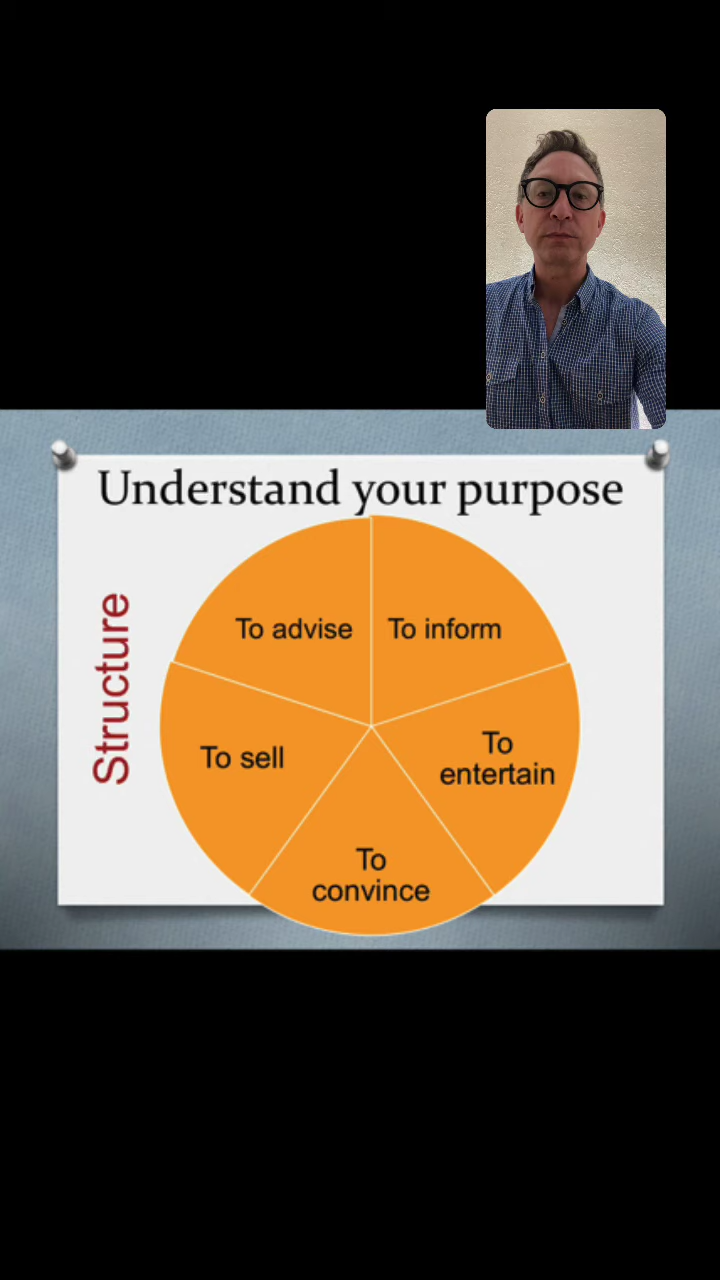 Understand your purpose
Structure
To advise
To inform
To sell
To
entertain
To
convince